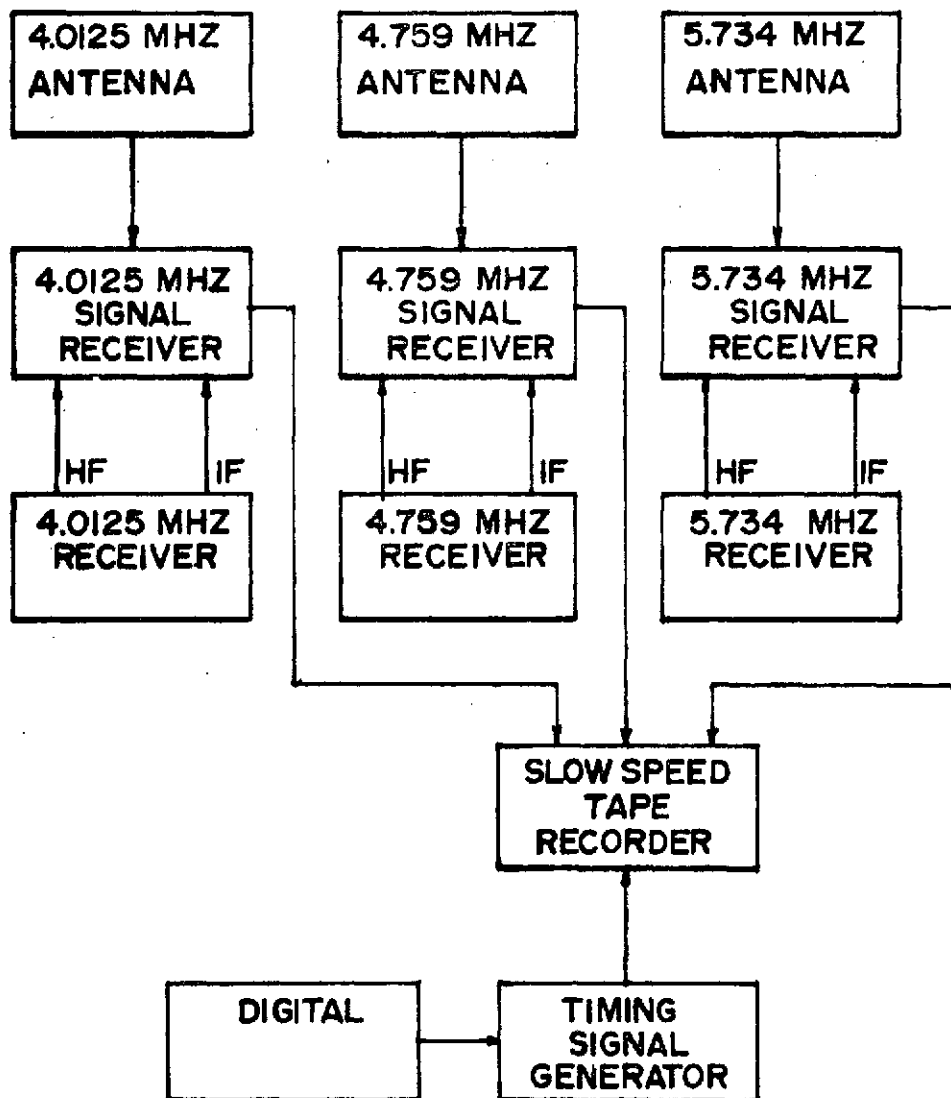 4.0125 MHZ
ANTENNA
4.759 MHZ
ANTENNA
5.734 MHZ
ANTENNA
4.0125 MHZ
SIGNAL
RECEIVER
4.759 MHZ
SIGNAL
RECEIVER
5.734 MHZ
SIGNAL
RECEIVER
HF
IF
HF
IF
HF
IF
4.0125 MHZ
RECEIVER
4.759 MHZ
RECEIVER
5.734 MHZ
RECEIVER
SLOW SPEED
TAPE
RECORDER
DIGITAL
TIMING
SIGNAL
GENERATOR